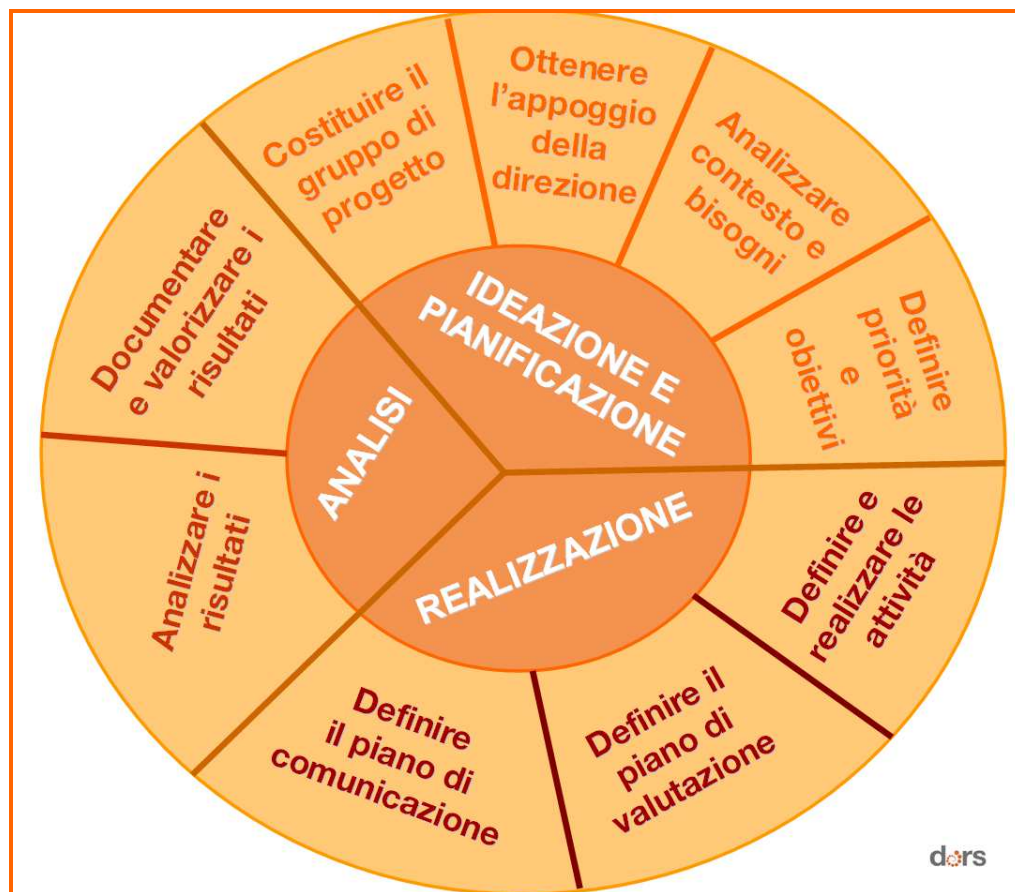 Costituire il
gruppo di
progetto
Ottenere
l'appoggio
della
direzione
Analizzare
contesto e
bisogni
Definire
priorità
e
obiettivi
Definire e
realizzare le
attività
Definire il
piano di
valutazione
Definire
il piano di
comunicazione
Analizzare i
risultati
Documentare
e valorizzare i
risultati
IDEAZIONE E
PIANIFICAZIONE
REALIZZAZIONE
ANALISI
dors